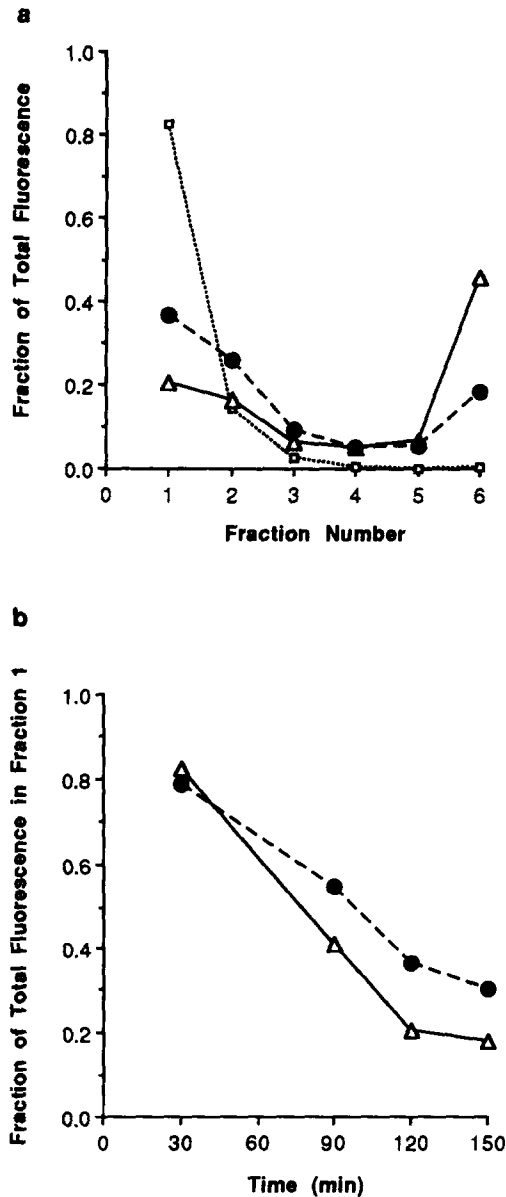 a
Fraction of Total Fluorescence
1.0
0.8
0.6
0.4
0.2
0.0
0 1 2 3 4 5 6
Fraction Number
b
Fraction of Total Fluorescence in Fraction 1
1.0
0.8
0.6
0.4
0.2
0.0
0 30 60 90 120 150
Time (min)